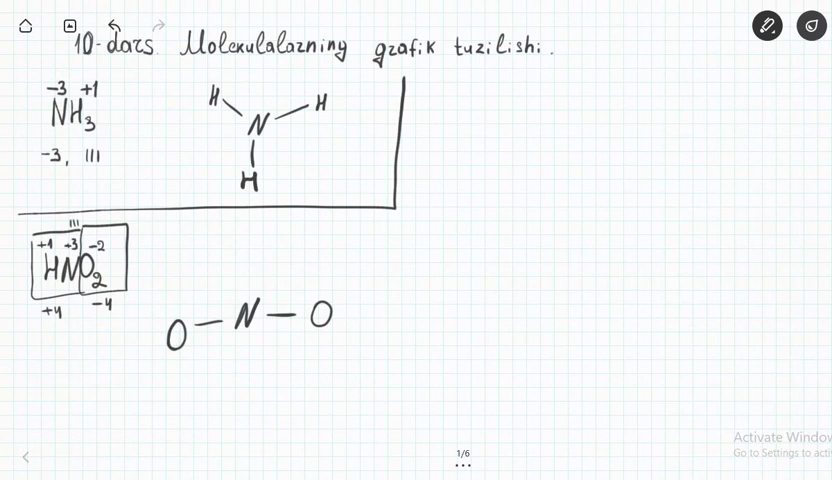 10-dars. Molekulalarning grafik tuzilishi.
-3 +1
NH3
-3, III
H H
N
H
III
+1 +3 -2
HNO2
+4 -4
O - N - O
1/6
Activate Windows
Go to Settings to acti